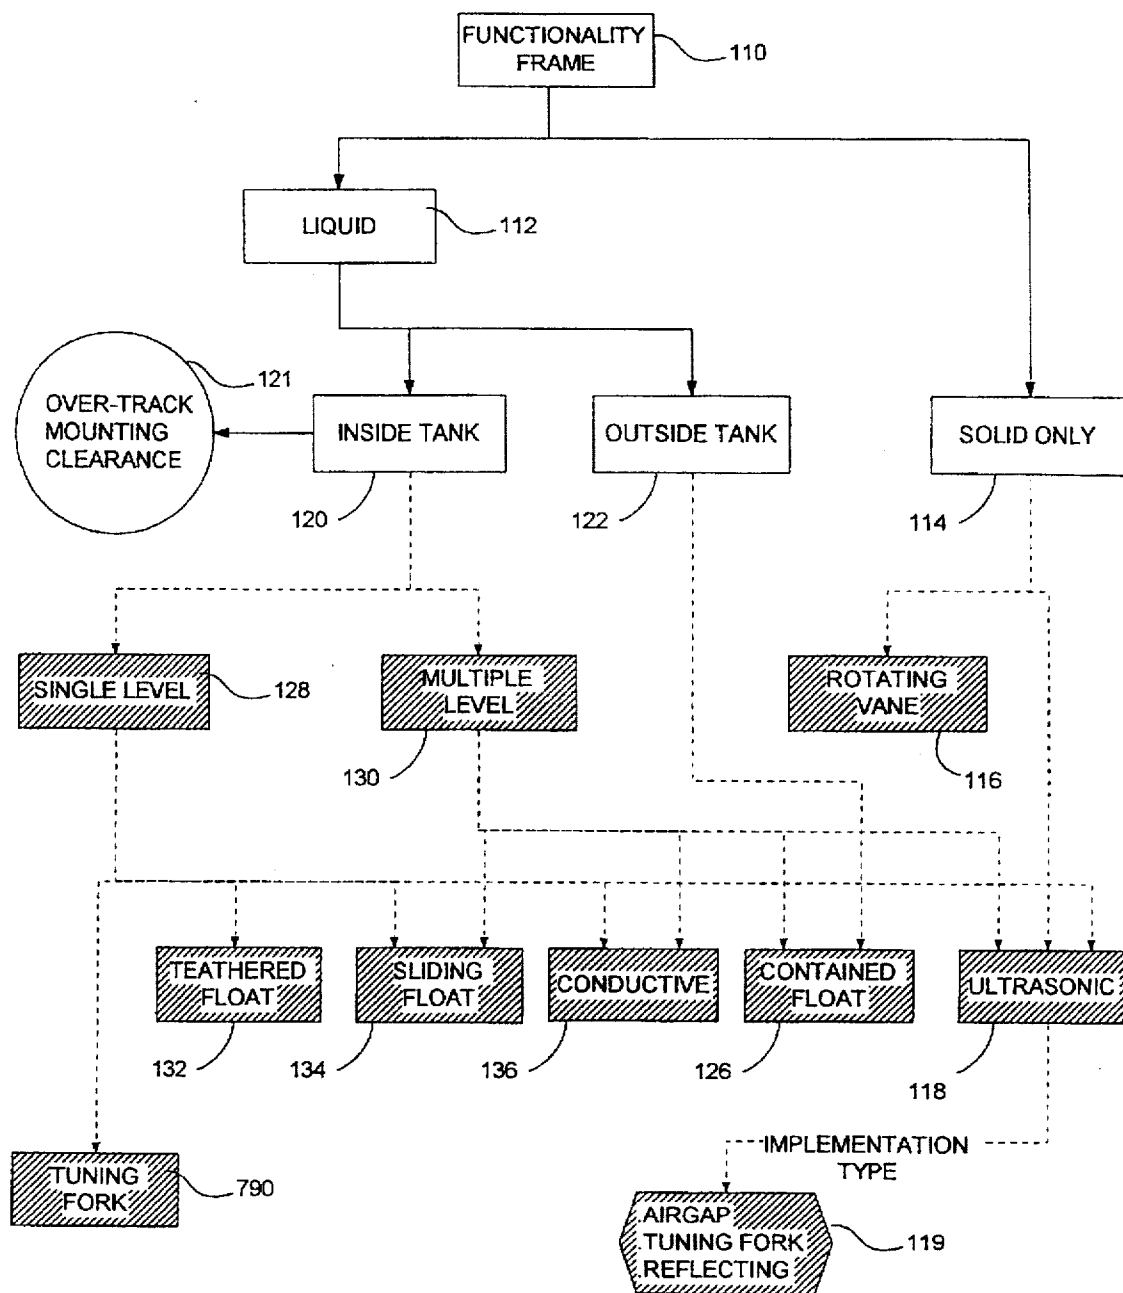 FUNCTIONALITY
FRAME
110
LIQUID
112
121
OVER-TRACK
MOUNTING
CLEARANCE
INSIDE TANK
OUTSIDE TANK
SOLID ONLY
120
122
114
SINGLE LEVEL
128
MULTIPLE
LEVEL
ROTATING
VANE
130
116
TEATHERED
FLOAT
SLIDING
FLOAT
CONDUCTIVE
CONTAINED
FLOAT
ULTRASONIC
132
134
136
126
118
IMPLEMENTATION
TYPE
TUNING
FORK
790
.AIRGAP
.TUNING FORK
.REFLECTING
119